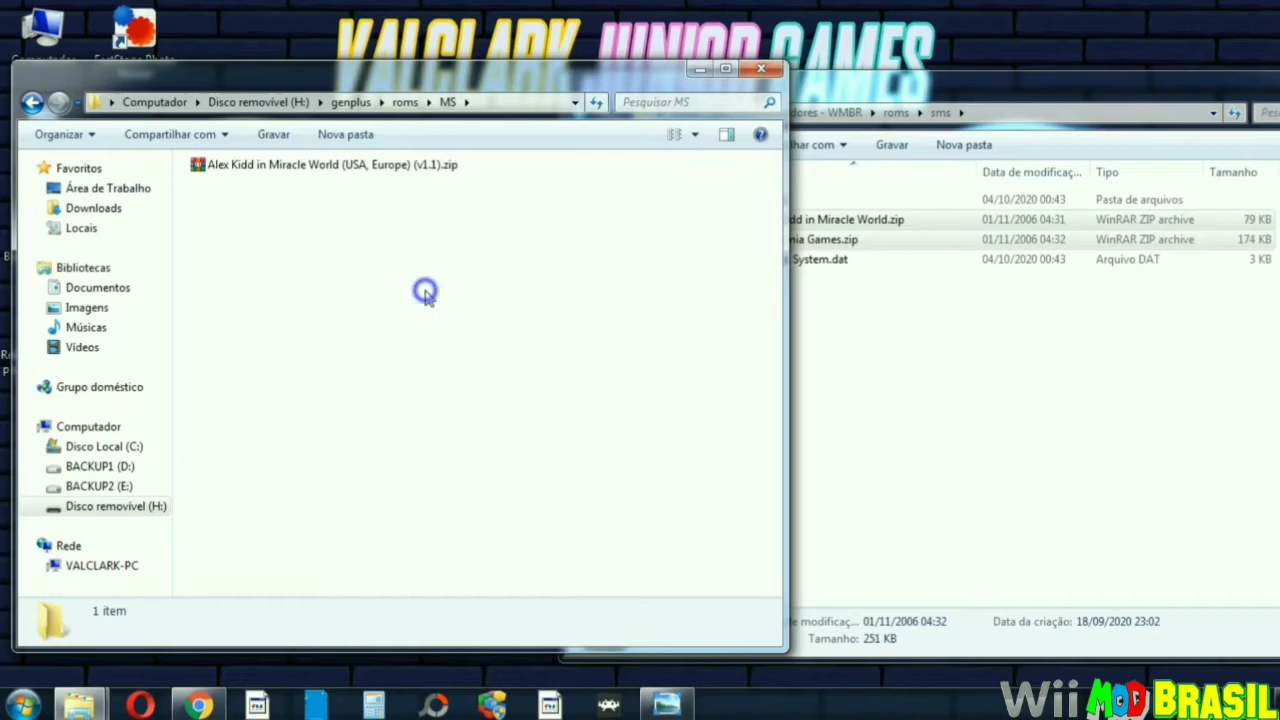 KALCLARK JUNIOR GAMES
Computador ▸ Disco removível (H:) ▸ genplus ▸ roms ▸ MS ▸
Pesquisar MS
Organizar
Compartilhar com
Gravar
Nova pasta
Favoritos
Área de Trabalho
Downloads
Locais
Bibliotecas
Documentos
Imagens
Músicas
Vídeos
Grupo doméstico
Computador
Disco Local (C:)
BACKUP1 (D:)
BACKUP2 (E:)
Disco removível (H:)
Rede
VALCLARK-PC
Alex Kidd in Miracle World (USA, Europe) (v1.1).zip
1 item
dores - WMBR ▸ roms ▸ sms ▸
har com
Gravar
Nova pasta
Data de modificaç...
Tipo
Tamanho
04/10/2020 00:43
Pasta de arquivos
dd in Miracle World.zip
01/11/2006 04:31
WinRAR ZIP archive
79 KB
nia Games.zip
01/11/2006 04:32
WinRAR ZIP archive
174 KB
System.dat
04/10/2020 00:43
Arquivo DAT
3 KB
de modificaç... 01/11/2006 04:32
Data da criação: 18/09/2020 23:02
Tamanho: 251 KB
Wii MOD BRASIL